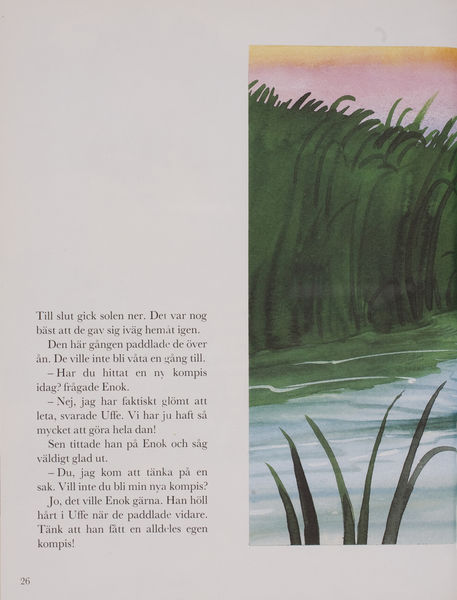 Till slut gick solen ner. Det var nog
bäst att de gav sig iväg hemåt igen.
Den här gången paddlade de över
ån. De ville inte bli våta en gång till.
– Har du hittat en ny kompis
idag? frågade Enok.
– Nej, jag har faktiskt glömt att
leta, svarade Uffe. Vi har ju haft så
mycket att göra hela dan!
Sen tittade han på Enok och såg
väldigt glad ut.
– Du, jag kom att tänka på en
sak. Vill inte du bli min nya kompis?
Jo, det ville Enok gärna. Han höll
hårt i Uffe när de paddlade vidare.
Tänk att han fått en alldeles egen
kompis!
26